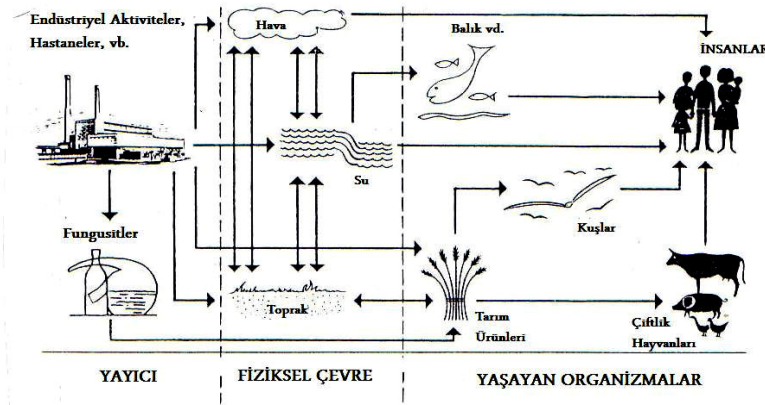 Endüstriyel Aktiviteler,
Hastaneler, vb.
Hava
Balık vd.
İNSANLAR
Su
Fungusitler
Kuşlar
Toprak
Tarım
Ürünleri
Çiftlik
Hayvanları
YAYICI
FİZİKSEL ÇEVRE
YAŞAYAN ORGANİZMALAR